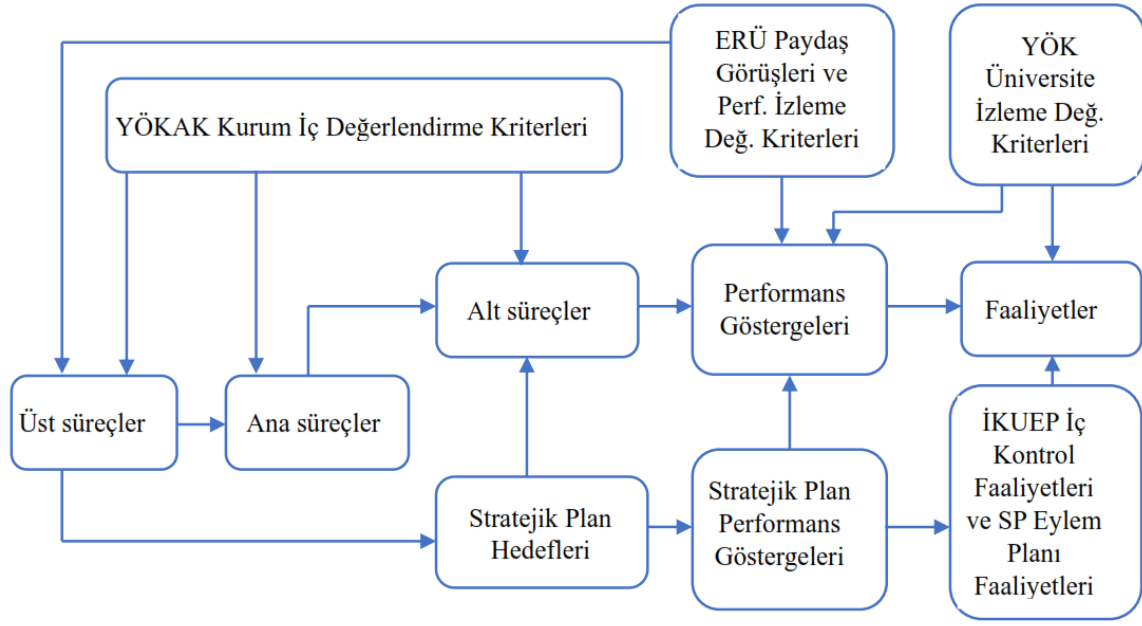 ERÜ Paydaş
Görüşleri ve
Perf. İzleme
Değ. Kriterleri
YÖK
Üniversite
İzleme Değ.
Kriterleri
YÖKAK Kurum İç Değerlendirme Kriterleri
Alt süreçler
Performans
Göstergeleri
Faaliyetler
Üst süreçler
Ana süreçler
Stratejik Plan
Hedefleri
Stratejik Plan
Performans
Göstergeleri
İKUEP İç
Kontrol
Faaliyetleri
ve SP Eylem
Planı
Faaliyetleri